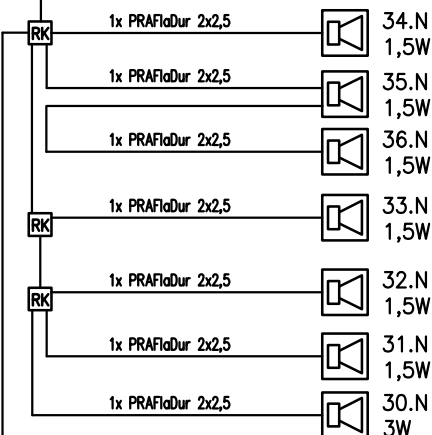 RK
1x PRAFlaDur 2x2,5
34.N
1,5W
1x PRAFlaDur 2x2,5
35.N
1,5W
1x PRAFlaDur 2x2,5
36.N
1,5W
RK
1x PRAFlaDur 2x2,5
33.N
1,5W
RK
1x PRAFlaDur 2x2,5
32.N
1,5W
1x PRAFlaDur 2x2,5
31.N
1,5W
1x PRAFlaDur 2x2,5
30.N
3W